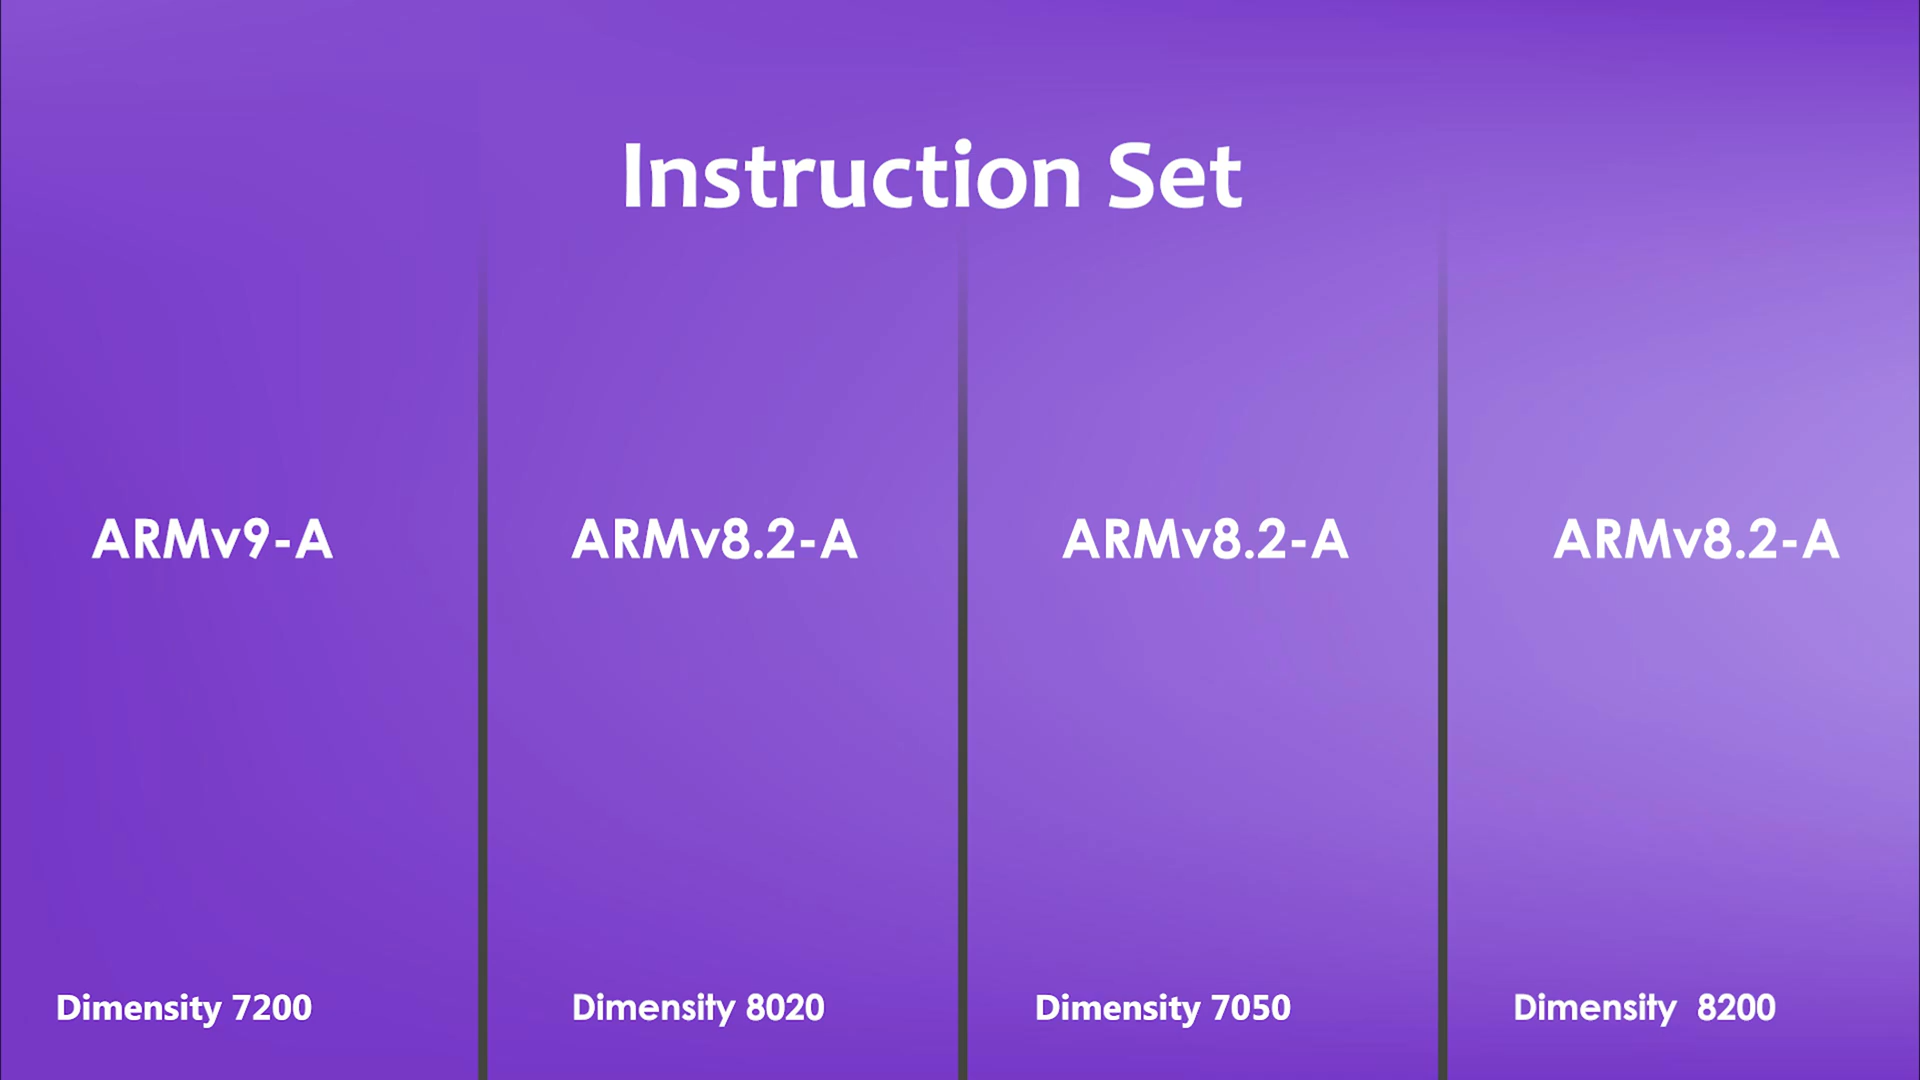 Instruction Set
ARMv9-A
ARMv8.2-A
ARMv8.2-A
ARMv8.2-A
Dimensity 7200
Dimensity 8020
Dimensity 7050
Dimensity 8200